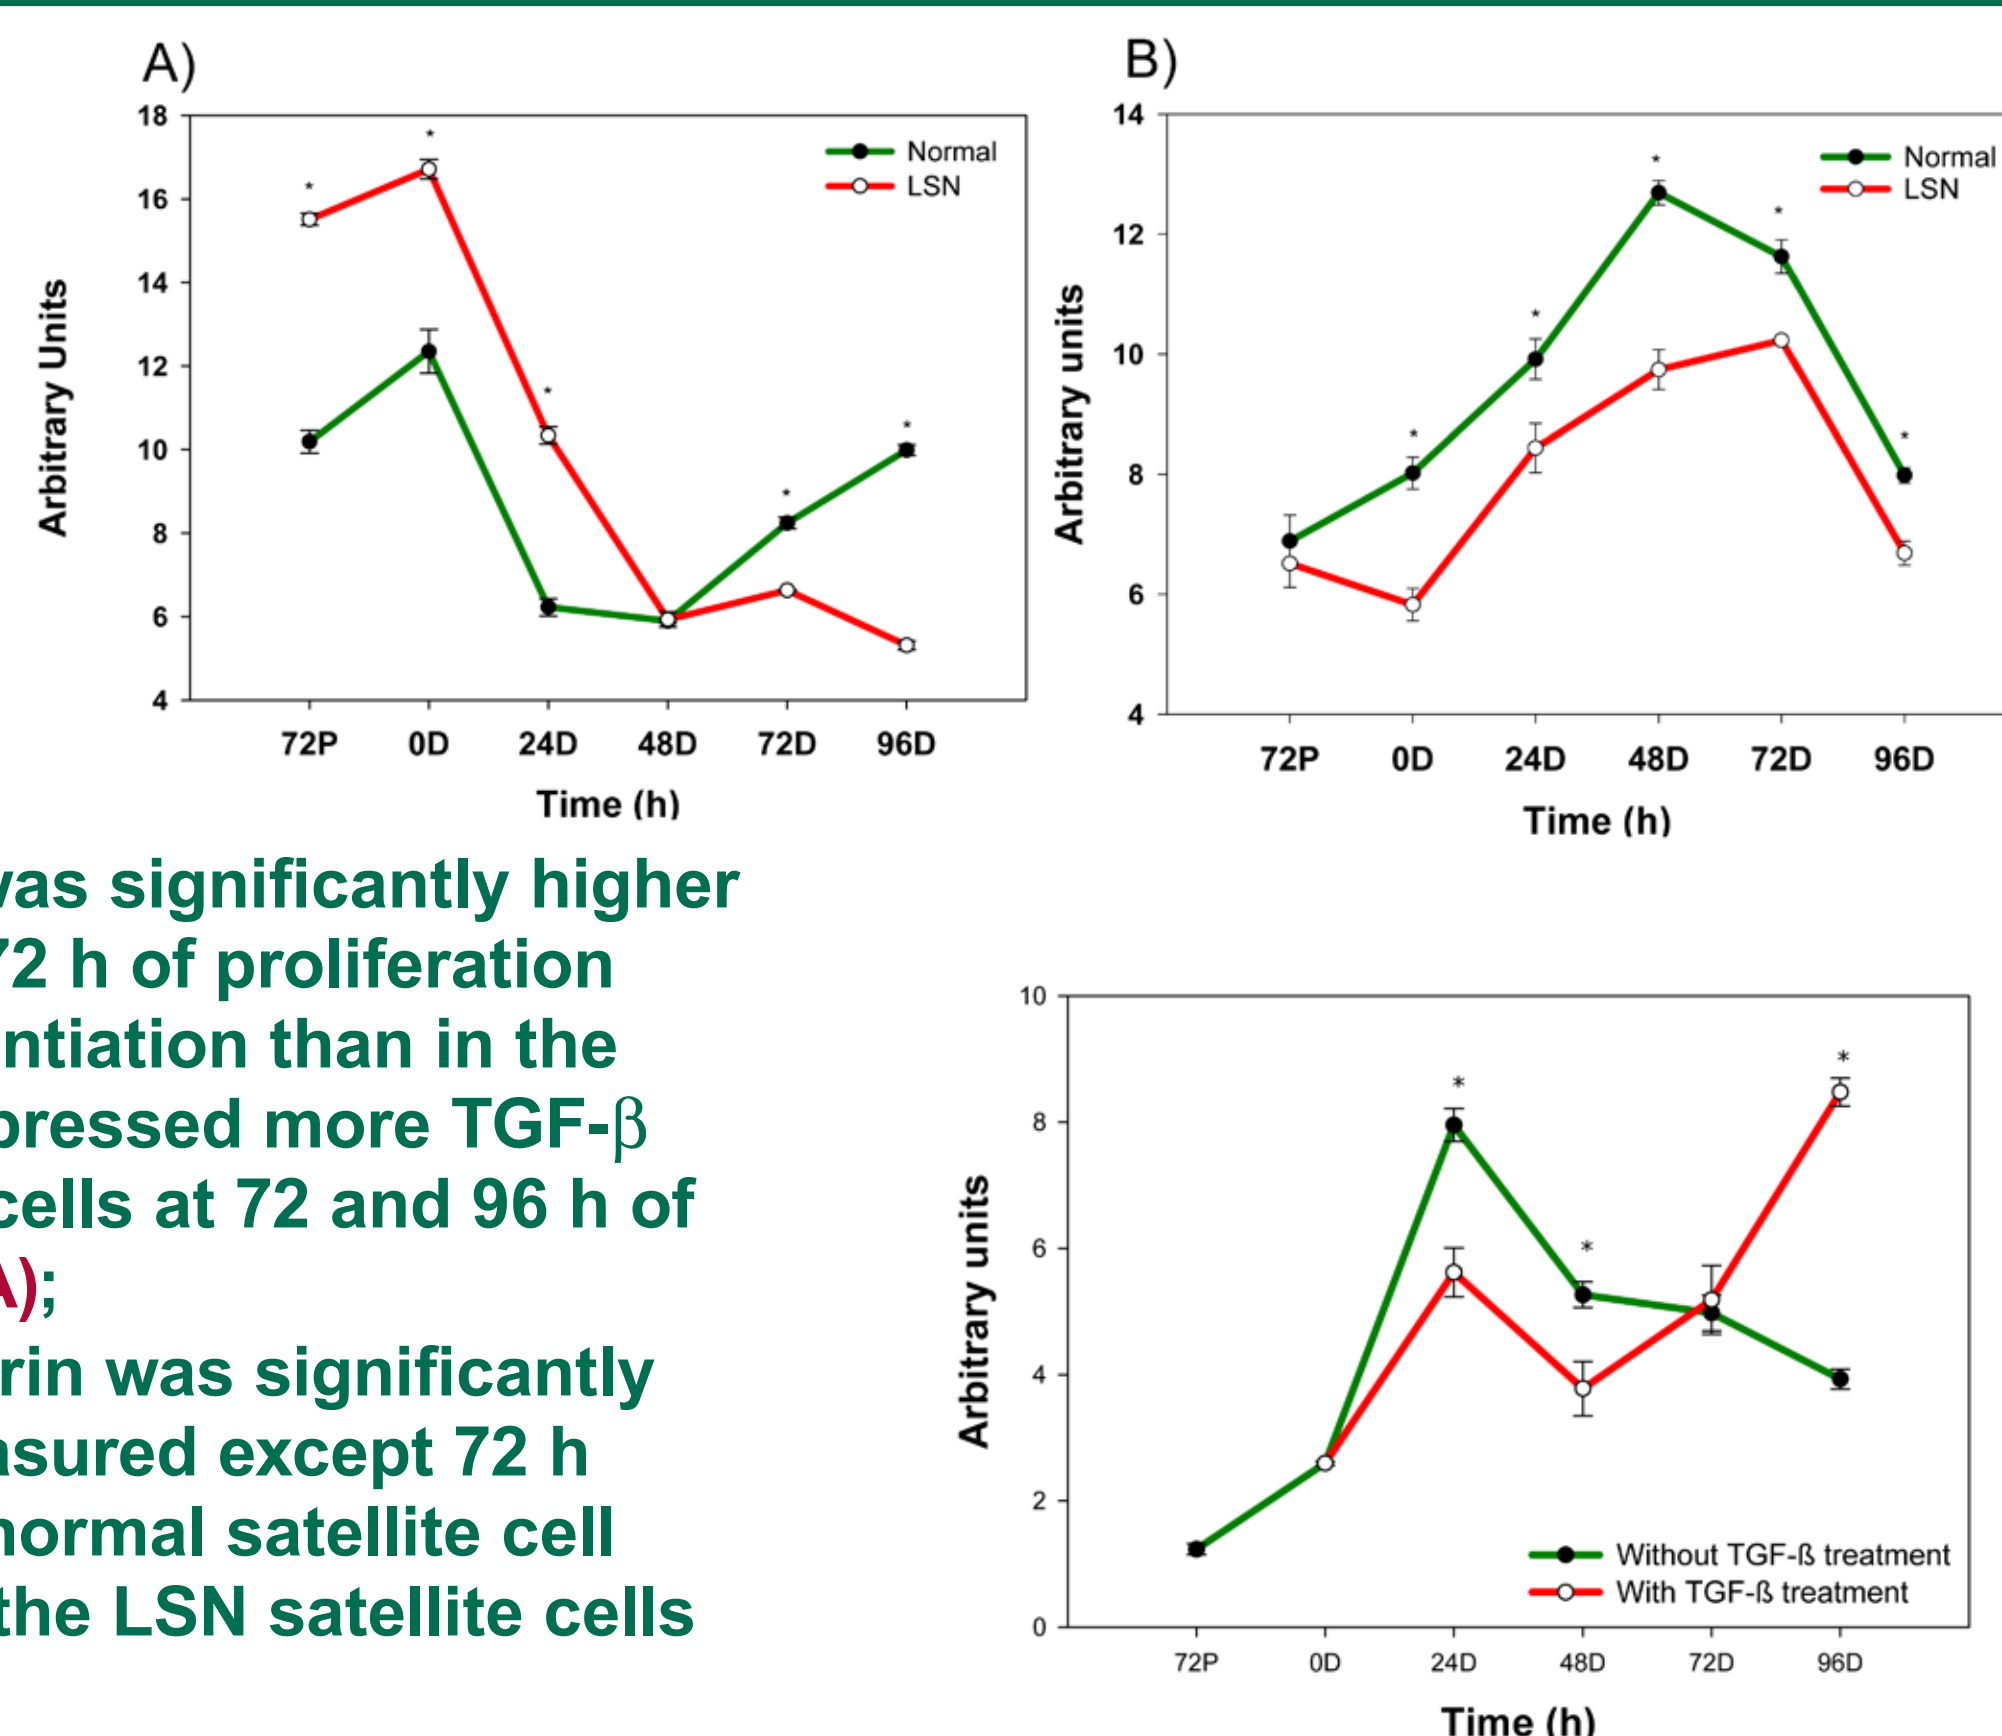 A)
18
16
14
12
10
8
6
4
Arbitrary Units
Normal
LSN
*
*
*
*
*
72P 0D 24D 48D 72D 96D
Time (h)
B)
14
12
10
8
6
4
Arbitrary units
Normal
LSN
*
*
*
*
*
72P 0D 24D 48D 72D 96D
Time (h)
was significantly higher
72 h of proliferation
ntiation than in the
pressed more TGF-β
cells at 72 and 96 h of
A);
rin was significantly
asured except 72 h
normal satellite cell
the LSN satellite cells
10
8
6
4
2
0
Arbitrary units
*
*
*
Without TGF-ß treatment
With TGF-ß treatment
72P 0D 24D 48D 72D 96D
Time (h)